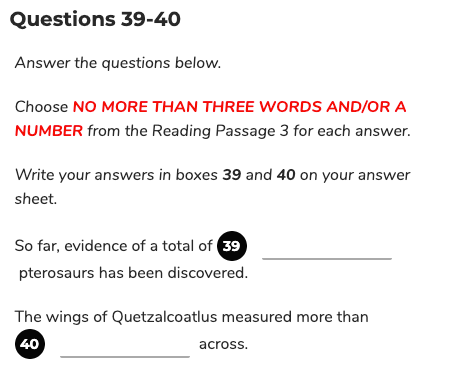 Questions 39-40
Answer the questions below.
Choose NO MORE THAN THREE WORDS AND/OR A
NUMBER from the Reading Passage 3 for each answer.
Write your answers in boxes 39 and 40 on your answer
sheet.
So far, evidence of a total of 39
pterosaurs has been discovered.
The wings of Quetzalcoatlus measured more than
40 across.